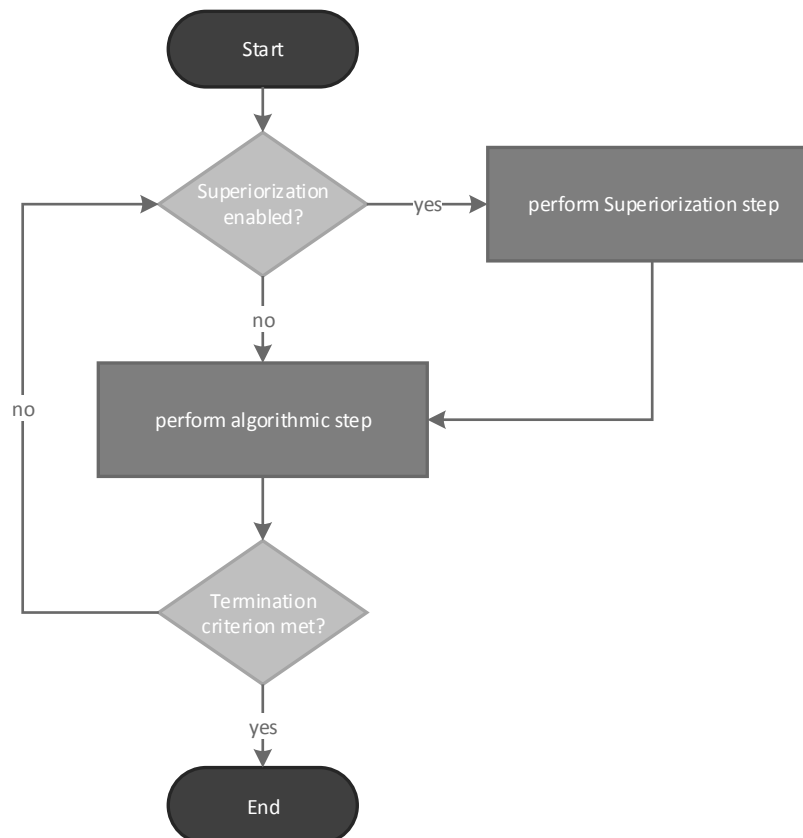 Start
Superiorization
enabled?
yes
perform Superiorization step
no
perform algorithmic step
no
Termination
criterion met?
yes
End